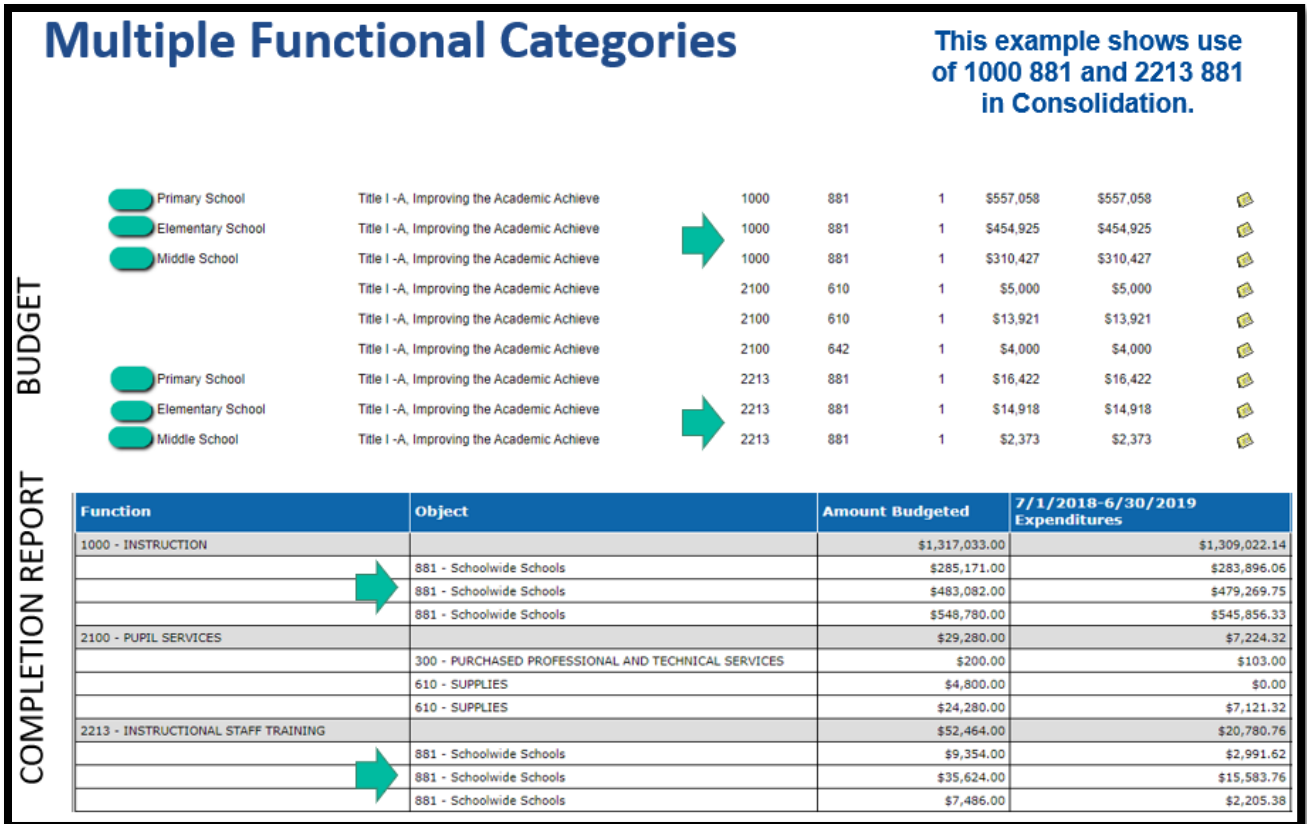 Multiple Functional Categories
This example shows use
of 1000 881 and 2213 881
in Consolidation.
BUDGET
Primary School Title I -A, Improving the Academic Achieve 1000 881 1 $557,058 $557,058
Elementary School Title I -A, Improving the Academic Achieve 1000 881 1 $454,925 $454,925
Middle School Title I -A, Improving the Academic Achieve 1000 881 1 $310,427 $310,427
Title I -A, Improving the Academic Achieve 2100 610 1 $5,000 $5,000
Title I -A, Improving the Academic Achieve 2100 610 1 $13,921 $13,921
Title I -A, Improving the Academic Achieve 2100 642 1 $4,000 $4,000
Primary School Title I -A, Improving the Academic Achieve 2213 881 1 $16,422 $16,422
Elementary School Title I -A, Improving the Academic Achieve 2213 881 1 $14,918 $14,918
Middle School Title I -A, Improving the Academic Achieve 2213 881 1 $2,373 $2,373
COMPLETION REPORT
Function Object Amount Budgeted 7/1/2018-6/30/2019
Expenditures
1000 - INSTRUCTION $1,317,033.00 $1,309,022.14
881 - Schoolwide Schools $285,171.00 $283,896.06
881 - Schoolwide Schools $483,082.00 $479,269.75
881 - Schoolwide Schools $548,780.00 $545,856.33
2100 - PUPIL SERVICES $29,280.00 $7,224.32
300 - PURCHASED PROFESSIONAL AND TECHNICAL SERVICES $200.00 $103.00
610 - SUPPLIES $4,800.00 $0.00
610 - SUPPLIES $24,280.00 $7,121.32
2213 - INSTRUCTIONAL STAFF TRAINING $52,464.00 $20,780.76
881 - Schoolwide Schools $9,354.00 $2,991.62
881 - Schoolwide Schools $35,624.00 $15,583.76
881 - Schoolwide Schools $7,486.00 $2,205.38